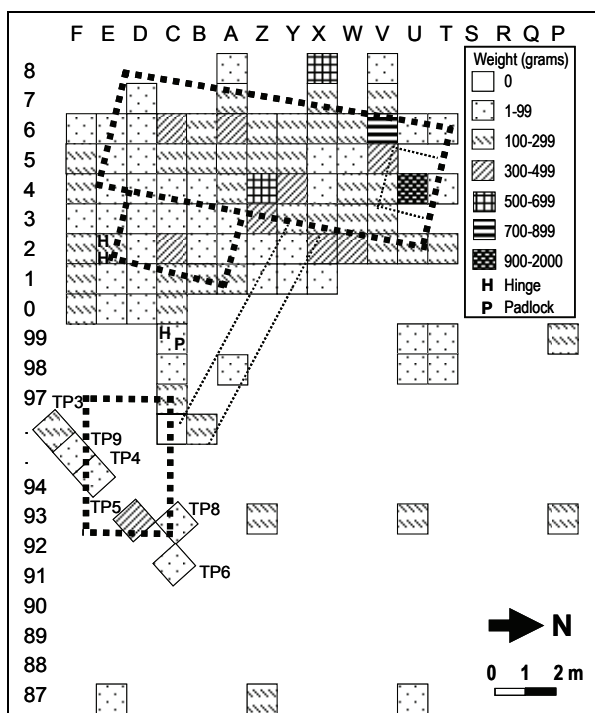 F E D C B A Z Y X W V U T S R Q P
8
7
6
5
4
3
2
1
0
99
98
97
.
.
94
93
92
91
90
89
88
87
Weight (grams)
0
1-99
100-299
300-499
500-699
700-899
900-2000
H Hinge
P Padlock
H
H
H
P
TP3
TP9
TP4
TP5
TP8
TP6
N
0 1 2 m